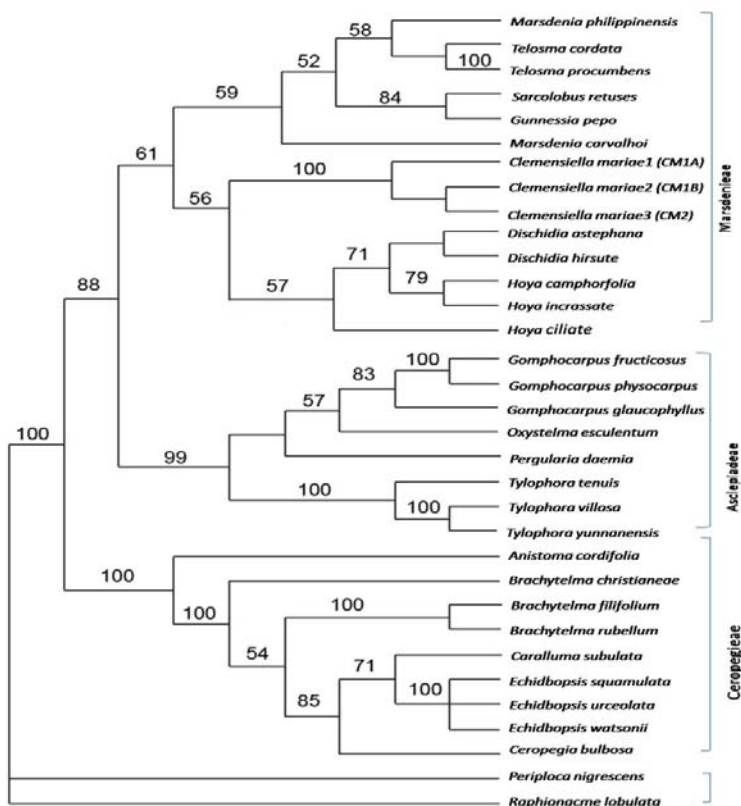 58
Marsdenia philippinensis
52
Telosma cordata
100
Telosma procumbens
59
84
Sarcolobus retuses
Gunnessia pepo
Marsdenia carvalhoi
61
100
Clemensiella mariae1 (CM1A)
56
Clemensiella mariae2 (CM1B)
Clemensiella mariae3 (CM2)
Dischidia astephana
71
Dischidia hirsute
88
57
79
Hoya camphorfolia
Hoya incrassate
Hoya ciliate
Marsdenieae
100
Gomphocarpus fructicosus
83
Gomphocarpus physocarpus
57
Gomphocarpus glaucophyllus
100
Oxystelma esculentum
99
Pergularia daemia
100
Tylophora tenuis
100
Tylophora villosa
Tylophora yunnanensis
Asclepiadeae
100
Anistoma cordifolia
100
Brachytelma christianeae
100
Brachytelma filifolium
54
Brachytelma rubellum
71
Caralluma subulata
85
100
Echidbopsis squamulata
Echidbopsis urceolata
Echidbopsis watsonii
Ceropegia bulbosa
Ceropegieae
Periploca nigrescens
Raphionacme lobulata